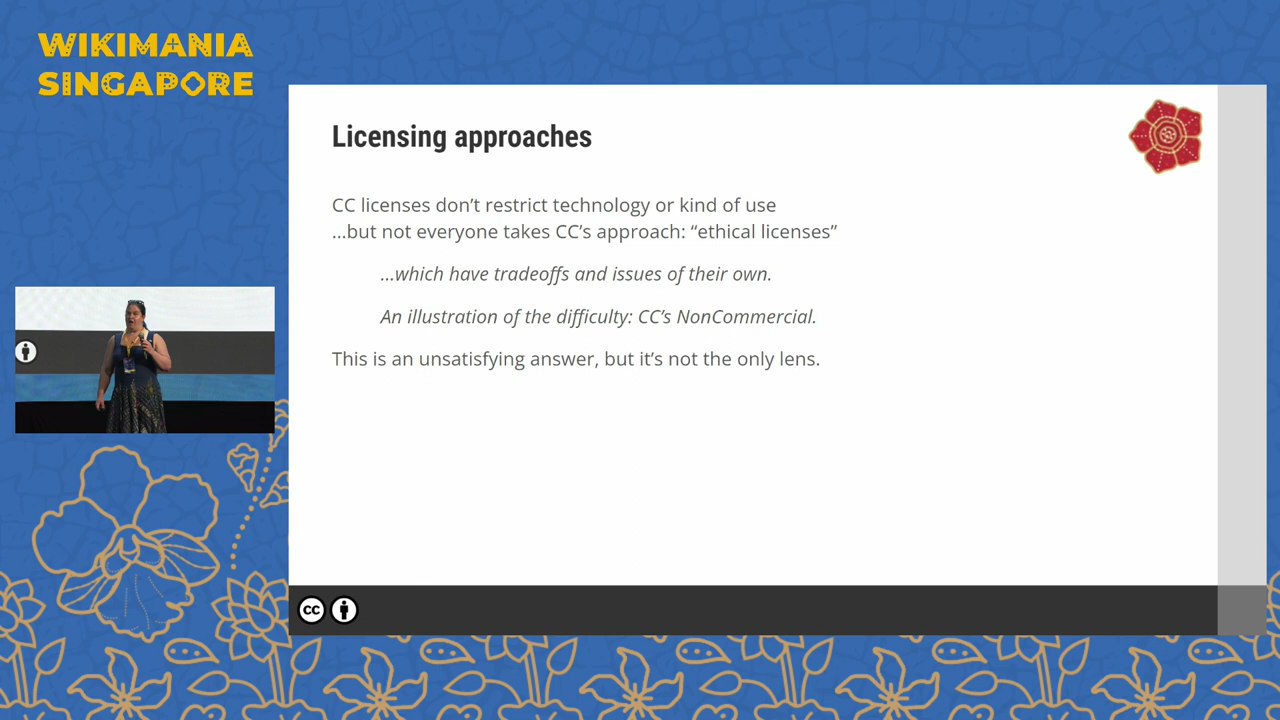 WIKIMANIA
SINGAPORE
Licensing approaches
CC licenses don’t restrict technology or kind of use
...but not everyone takes CC’s approach: “ethical licenses”
...which have tradeoffs and issues of their own.
An illustration of the difficulty: CC’s NonCommercial.
This is an unsatisfying answer, but it’s not the only lens.
cc